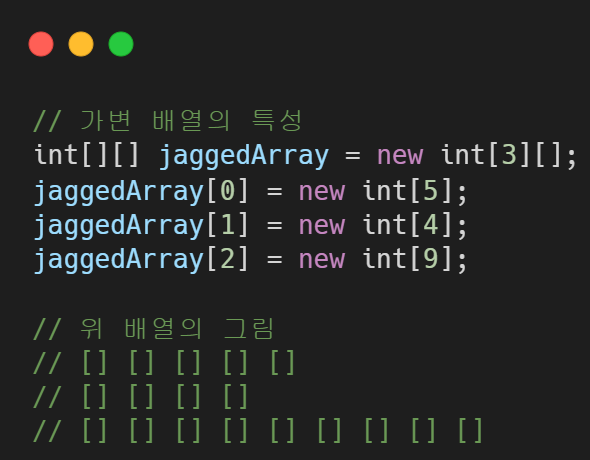 // 가변 배열의 특성
int[][] jaggedArray = new int[3][];
jaggedArray[0] = new int[5];
jaggedArray[1] = new int[4];
jaggedArray[2] = new int[9];

// 위 배열의 그림
// [] [] [] [] []
// [] [] [] []
// [] [] [] [] [] [] [] [] []